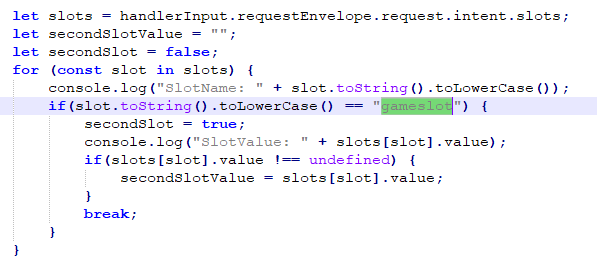 let slots = handlerInput.requestEnvelope.request.intent.slots;
let secondSlotValue = "";
let secondSlot = false;
for (const slot in slots) {
    console.log("SlotName: " + slot.toString().toLowerCase());
    if(slot.toString().toLowerCase() == "gameslot") {
        secondSlot = true;
        console.log("SlotValue: " + slots[slot].value);
        if(slots[slot].value !== undefined) {
            secondSlotValue = slots[slot].value;
        }
        break;
    }
}